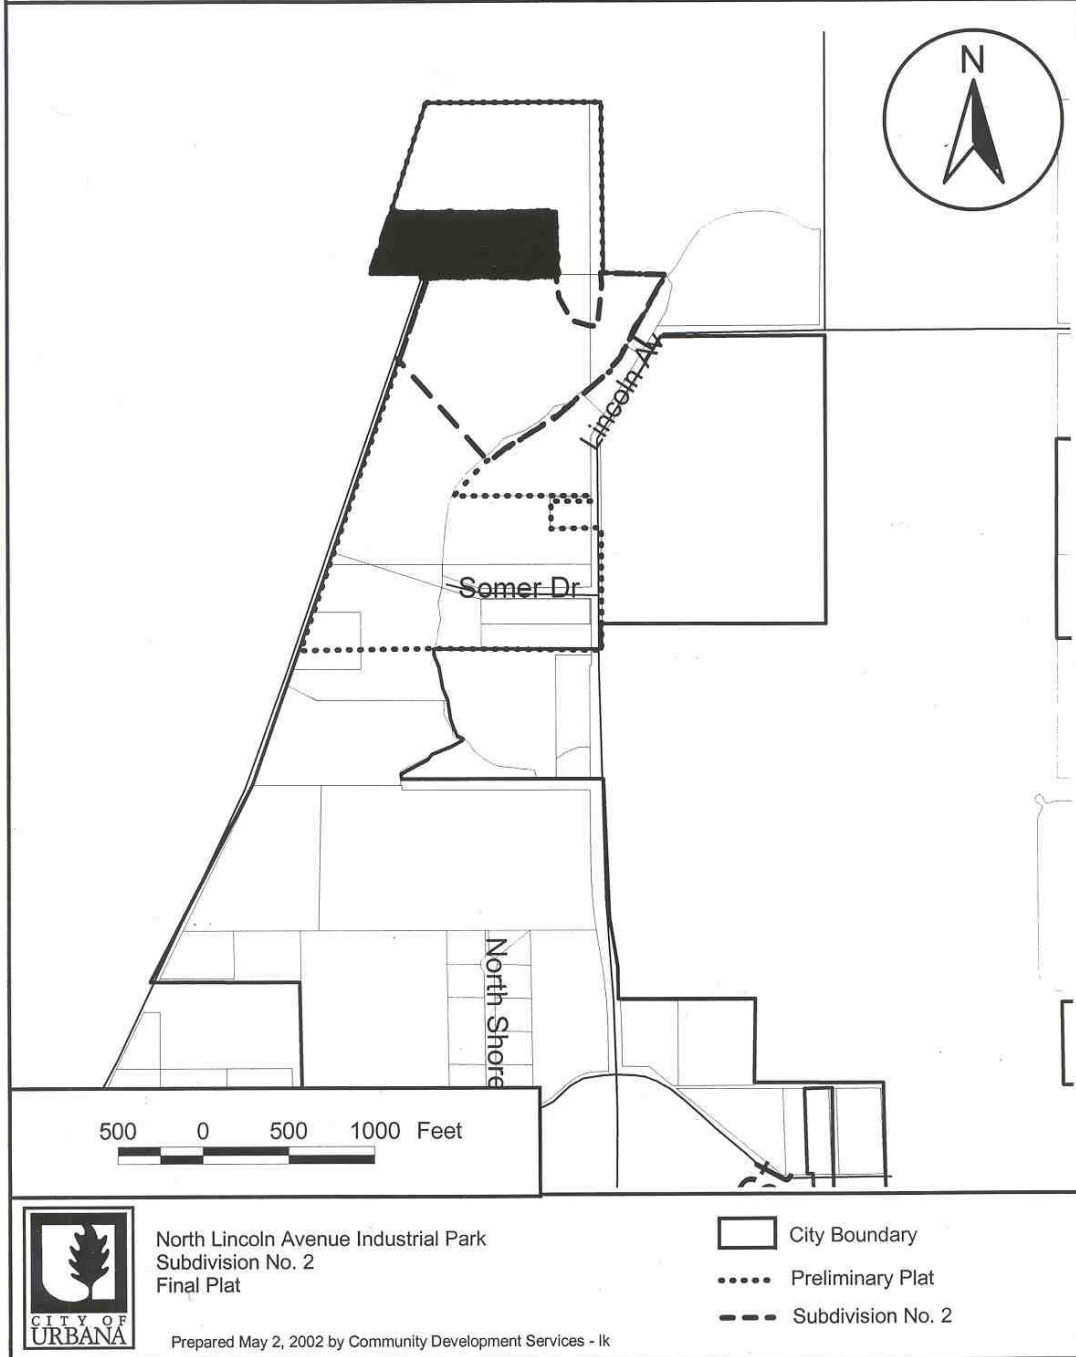 N
Lincoln Av
Somer Dr
North Shore
500 0 500 1000 Feet
North Lincoln Avenue Industrial Park
Subdivision No. 2
Final Plat
City Boundary
Preliminary Plat
Subdivision No. 2
CITY OF
URBANA
Prepared May 2, 2002 by Community Development Services - lk